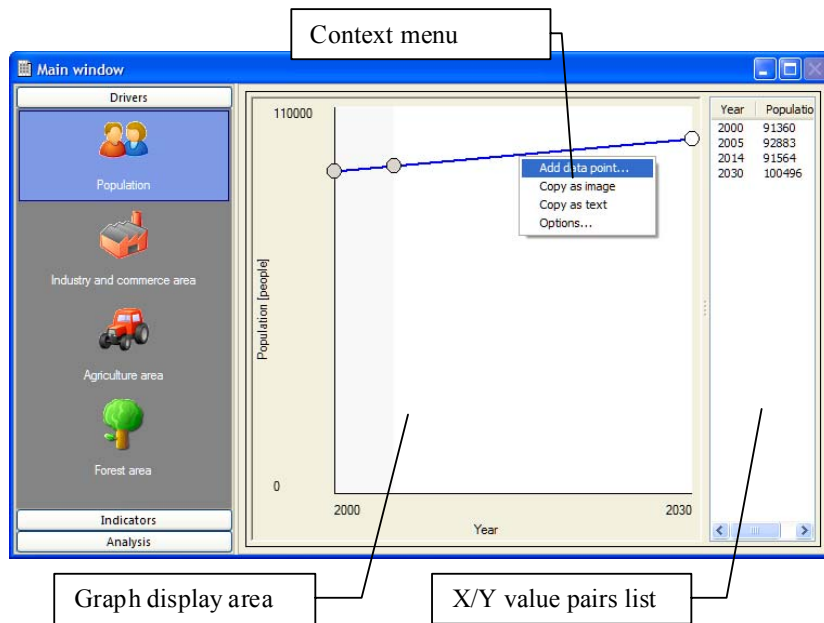 Context menu
Main window
Drivers
Population
Industry and commerce area
Agriculture area
Forest area
Indicators
Analysis
110000
Population [people]
0
2000
2030
Year
Add data point...
Copy as image
Copy as text
Options...
Year Populatio
2000 91360
2005 92883
2014 91564
2030 100496
Graph display area
X/Y value pairs list